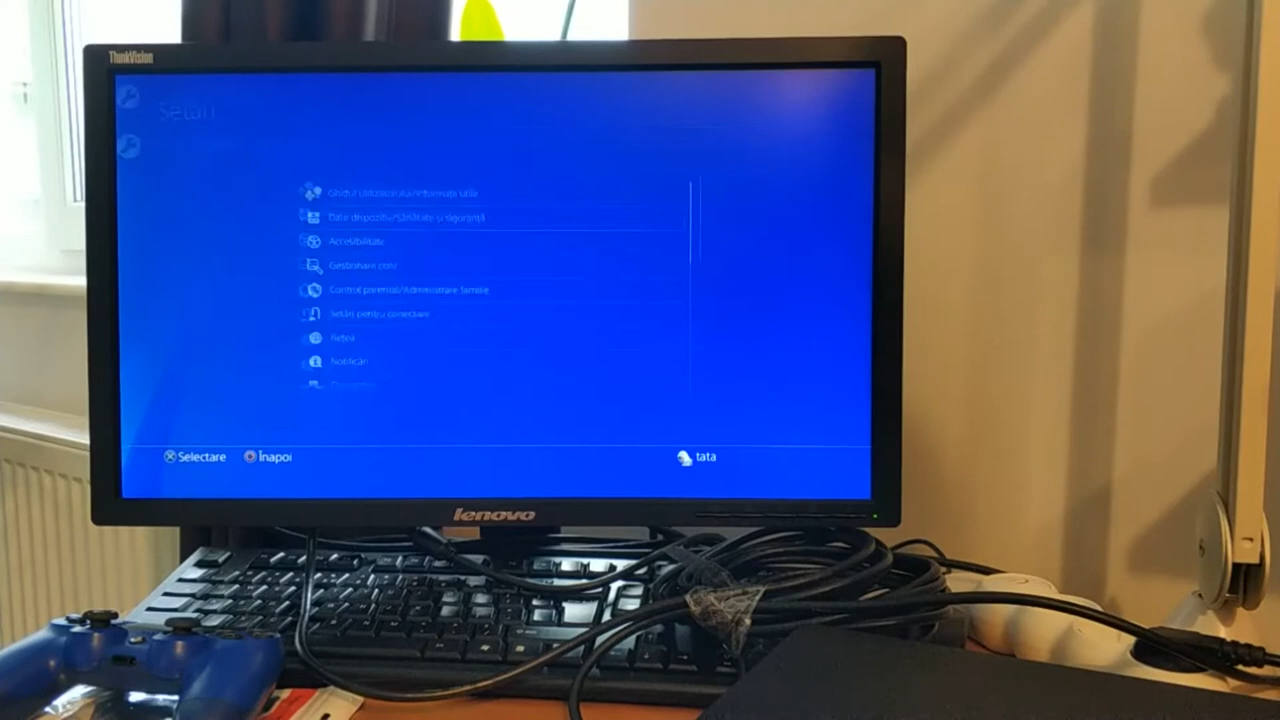 ThinkVision
Setări
Ghidul utilizatorului/Informații utile
Date dispozitiv/Sănătate și siguranță
Accesibilitate
Gestionare cont
Control parental/Administrare familie
Setări pentru conectare
Rețea
Notificări
Selectare
Înapoi
tata
lenovo